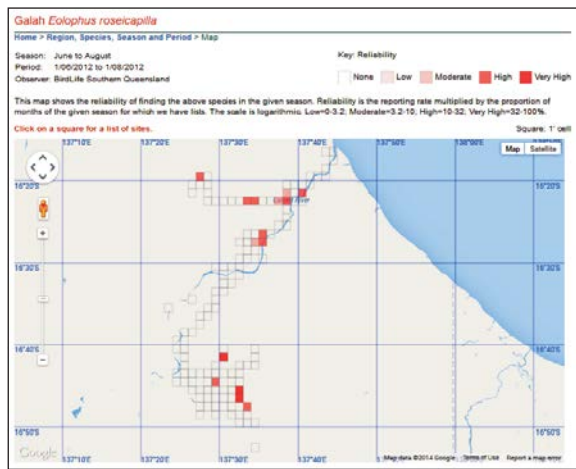 Galah Eolophus roseicapilla
Home > Region, Species, Season and Period > Map
Season: June to August
Period: 1/06/2012 to 1/08/2012
Observer: BirdLife Southern Queensland
Key: Reliability
None Low Moderate High Very High
This map shows the reliability of finding the above species in the given season. Reliability is the reporting rate multiplied by the proportion of
months of the given season for which we have lists. The scale is logarithmic. Low=0-3.2; Moderate=3.2-10; High=10-32; Very High=32-100%.
Click on a square for a list of sites.
Square: 1' cell
137°10'E 137°20'E 137°30'E 137°40'E 137°50'E 138°00'E 138°10'E
Map Satellite
16°20'S 16°20'S
16°30'S 16°30'S
16°40'S 16°40'S
16°50'S 16°50'S
Google
137°10'E 137°20'E 137°30'E 137°40'E
Map data ©2014 Google Terms of Use Report a map error